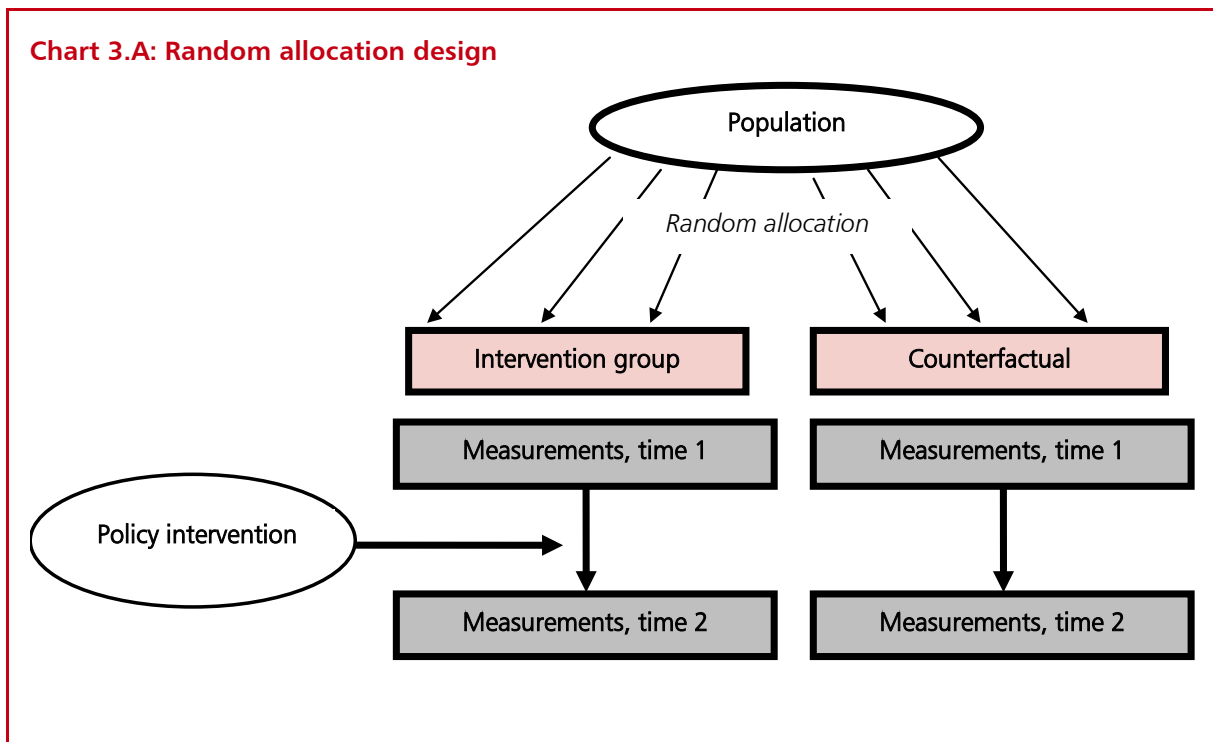 Chart 3.A: Random allocation design
Population
Random allocation
Intervention group
Counterfactual
Measurements, time 1
Measurements, time 1
Policy intervention
Measurements, time 2
Measurements, time 2